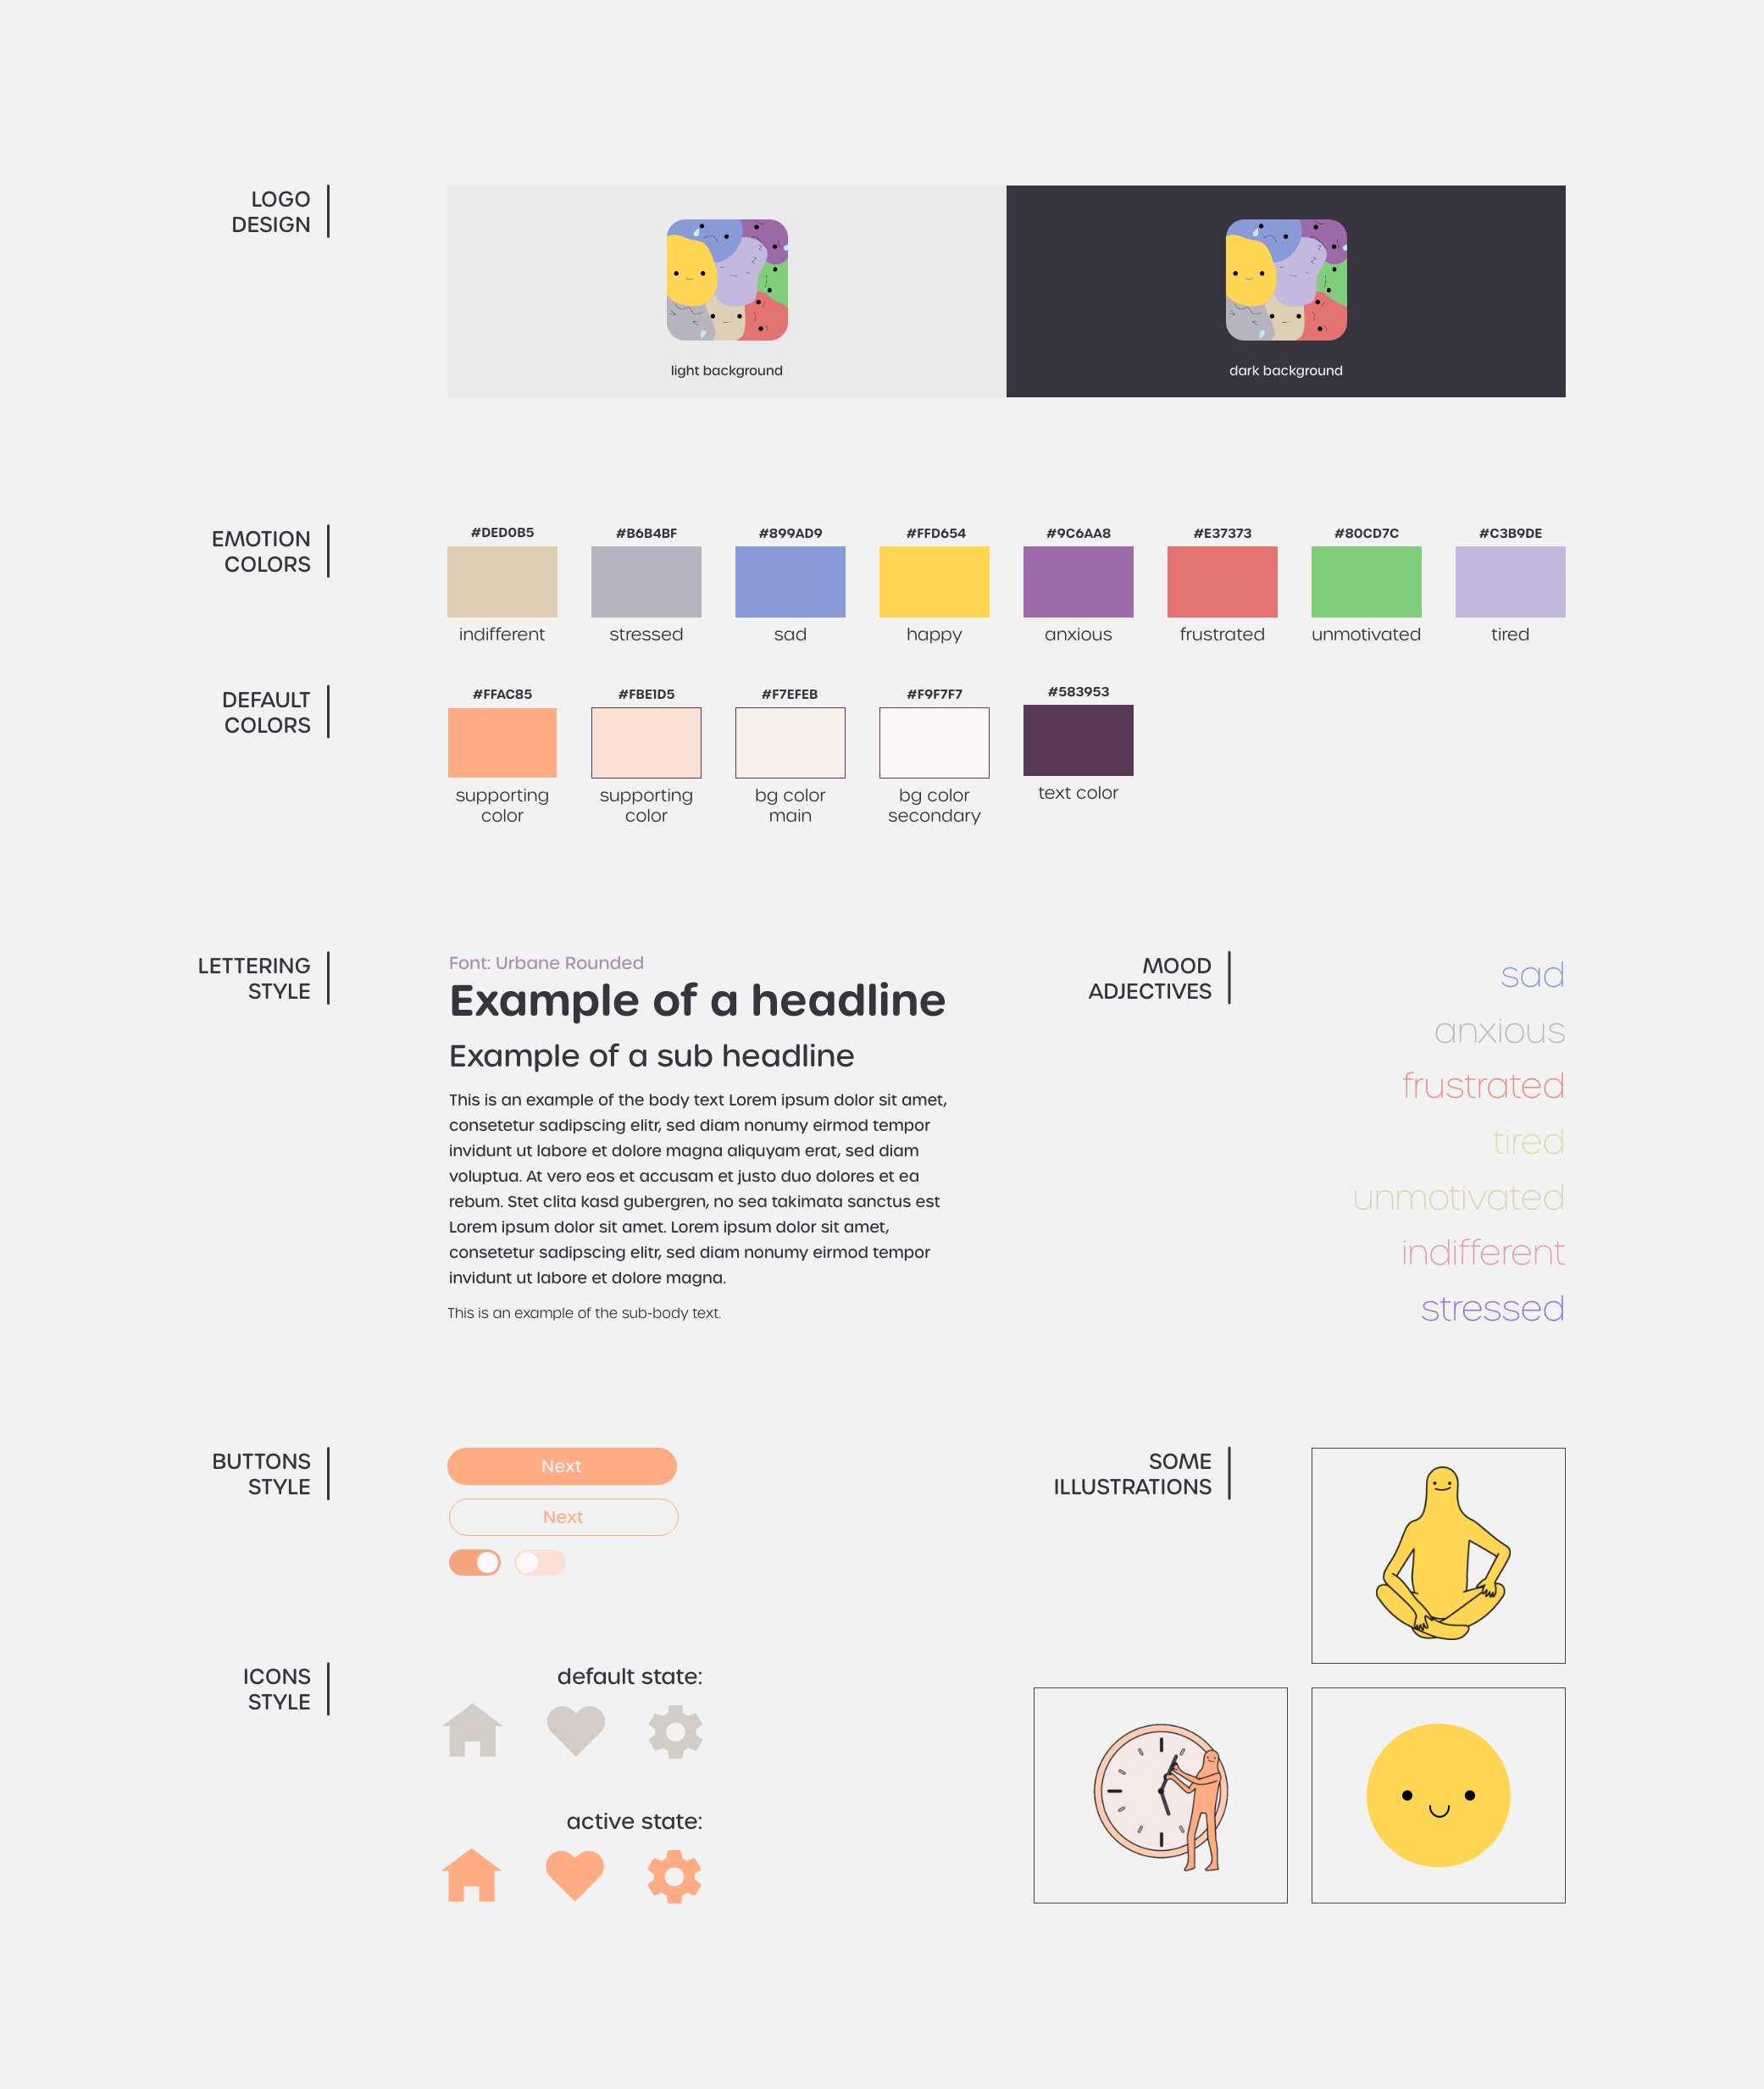 LOGO
DESIGN
light background
dark background
EMOTION
COLORS
#DED0B5
#B6B4BF
#899AD9
#FFD654
#9C6AA8
#E37373
#80CD7C
#C3B9DE
indifferent
stressed
sad
happy
anxious
frustrated
unmotivated
tired
DEFAULT
COLORS
#FFAC85
#FBE1D5
#F7EFEB
#F9F7F7
#583953
supporting
color
supporting
color
bg color
main
bg color
secondary
text color
LETTERING
STYLE
Font: Urbane Rounded
Example of a headline
Example of a sub headline
This is an example of the body text Lorem ipsum dolor sit amet,
consetetur sadipscing elitr, sed diam nonumy eirmod tempor
invidunt ut labore et dolore magna aliquyam erat, sed diam
voluptua. At vero eos et accusam et justo duo dolores et ea
rebum. Stet clita kasd gubergren, no sea takimata sanctus est
Lorem ipsum dolor sit amet. Lorem ipsum dolor sit amet,
consetetur sadipscing elitr, sed diam nonumy eirmod tempor
invidunt ut labore et dolore magna.
This is an example of the sub-body text.
MOOD
ADJECTIVES
sad
anxious
frustrated
tired
unmotivated
indifferent
stressed
BUTTONS
STYLE
Next
Next
SOME
ILLUSTRATIONS
ICONS
STYLE
default state:
active state: